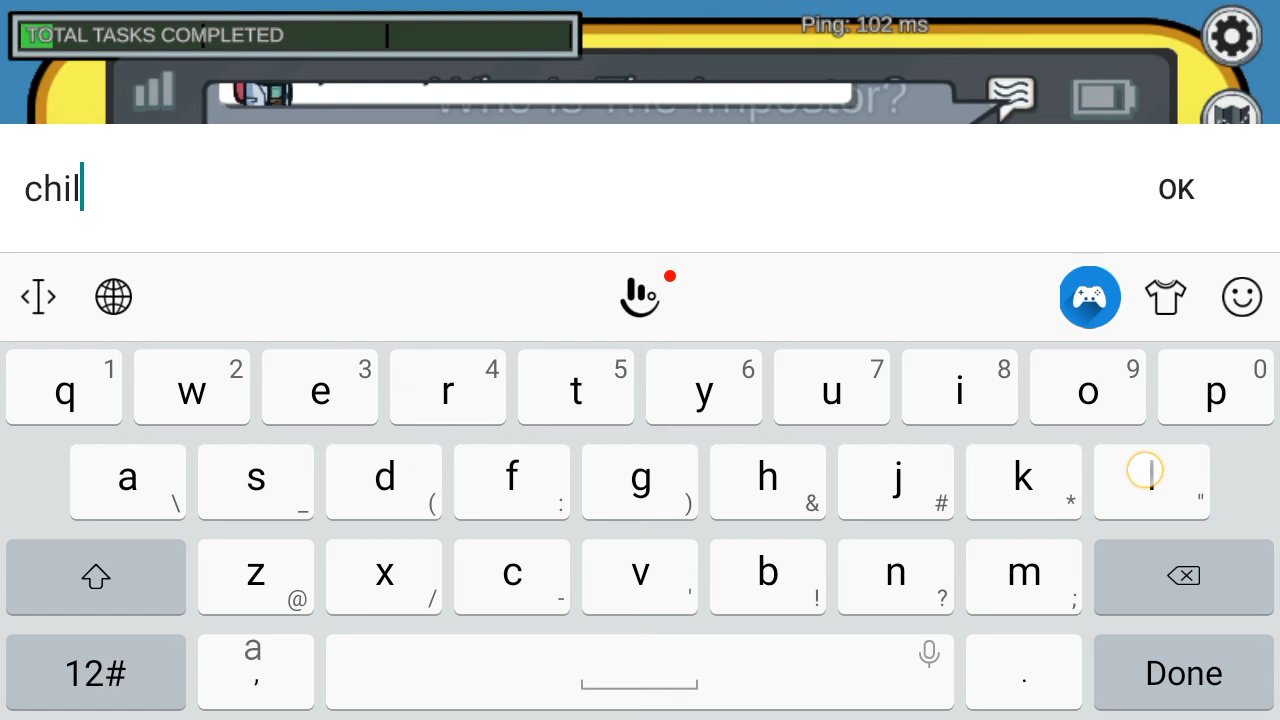 TOTAL TASKS COMPLETED
Ping: 102 ms
Who Is The Impostor?
chil
OK
q 1 w 2 e 3 r 4 t 5 y 6 u 7 i 8 o 9 p 0
a \ s _ d ( f : g ) h & j # k * l "
z @ x / c - v ' b ! n ? m ;
12# a , . Done